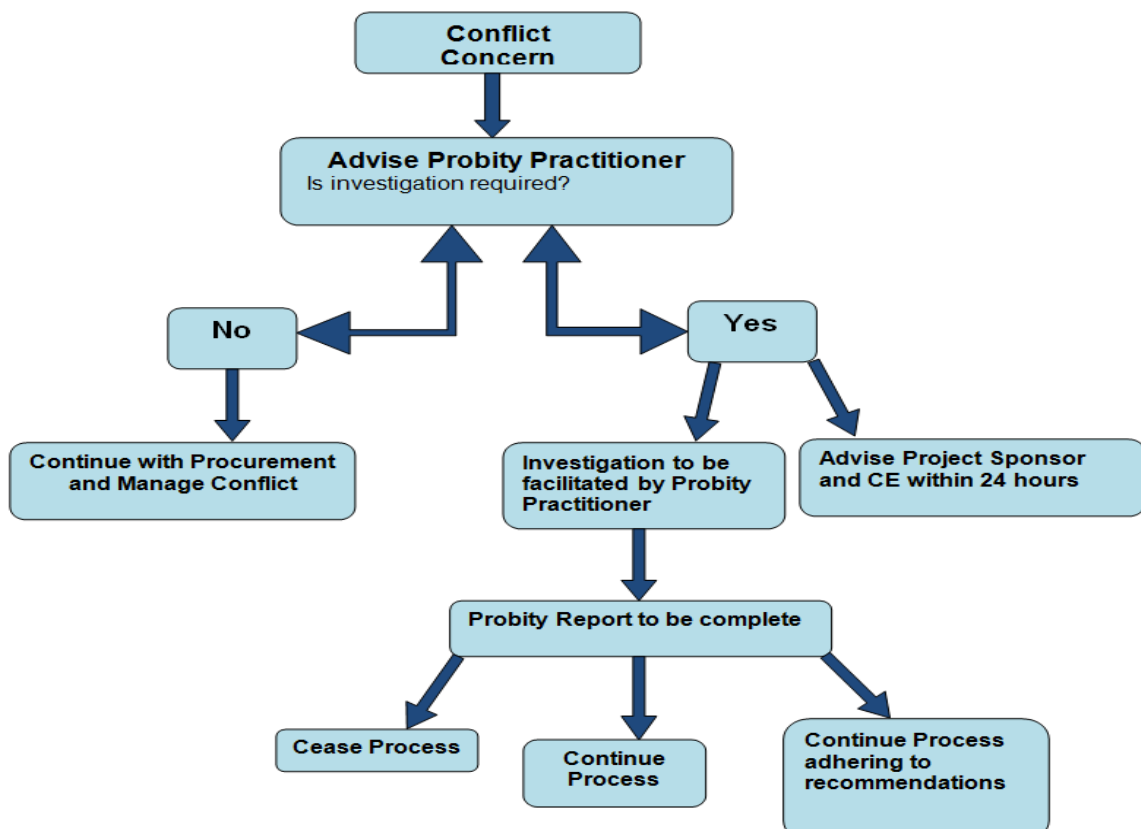 Conflict
Concern
Advise Probity Practitioner
Is investigation required?
No
Yes
Continue with Procurement
and Manage Conflict
Investigation to be
facilitated by Probity
Practitioner
Advise Project Sponsor
and CE within 24 hours
Probity Report to be complete
Cease Process
Continue
Process
Continue Process
adhering to
recommendations